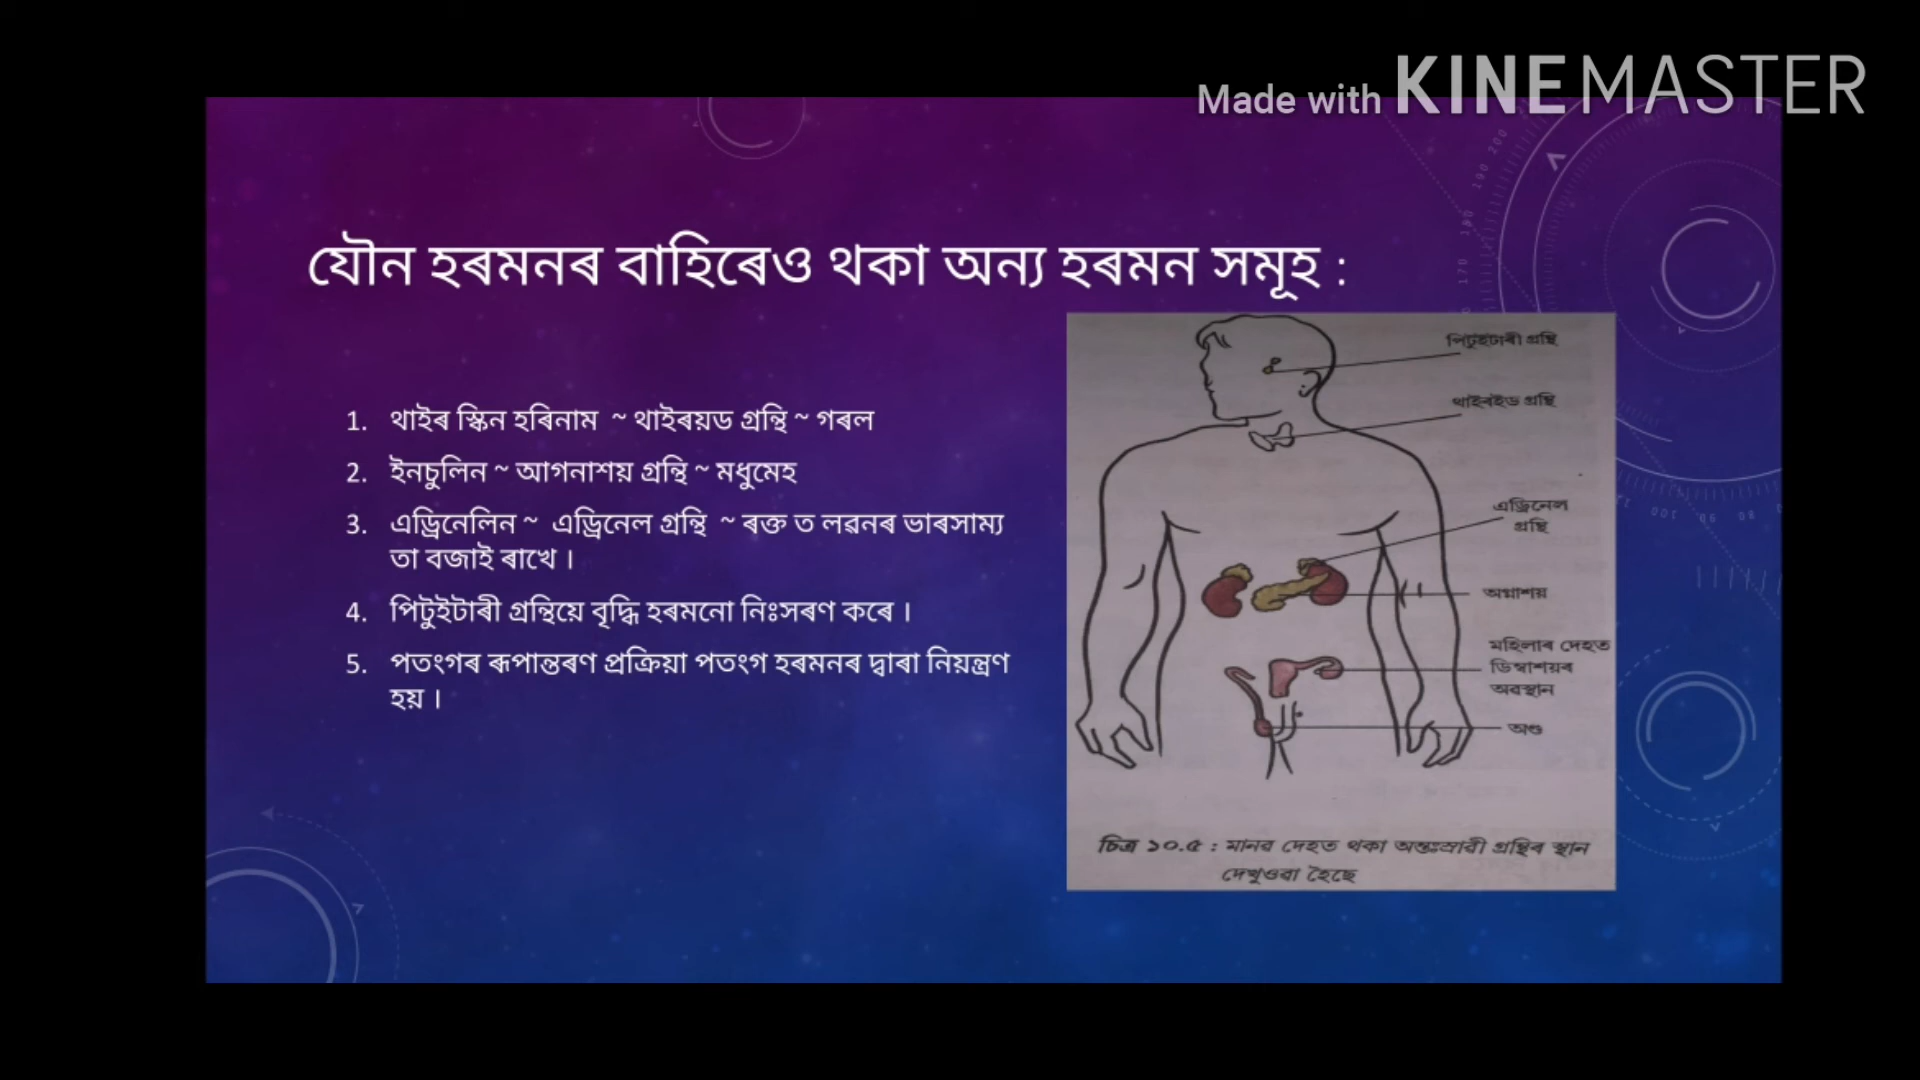 Made with KINEMASTER
যৌন হৰমনৰ বাহিৰেও থকা অন্য হৰমন সমূহ :
1. থাইৰ স্কিন হৰিনাম ~ থাইৰয়ড গ্ৰন্থি ~ গৰল
2. ইনচুলিন ~ আগনাশয় গ্ৰন্থি ~ মধুমেহ
3. এড্ৰিনেলিন ~ এড্ৰিনেল গ্ৰন্থি ~ ৰক্ত ত লৱনৰ ভাৰসাম্য
তা বজাই ৰাখে।
4. পিটুইটাৰী গ্ৰন্থিয়ে বৃদ্ধি হৰমনো নিঃসৰণ কৰে।
5. পতংগৰ ৰূপান্তৰণ প্ৰক্ৰিয়া পতংগ হৰমনৰ দ্বাৰা নিয়ন্ত্ৰণ
হয়।
পিটুইটাৰী গ্ৰন্থি
থাইৰইড গ্ৰন্থি
এড্ৰিনেল
গ্ৰন্থি
অগ্নাশয়
মহিলাৰ দেহত
ডিম্বাশয়ৰ
অৱস্থান
অণ্ড
চিত্ৰ ১০.৫ : মানৱ দেহত থকা অন্তঃস্ৰাৱী গ্ৰন্থিৰ স্থান
দেখুওৱা হৈছে